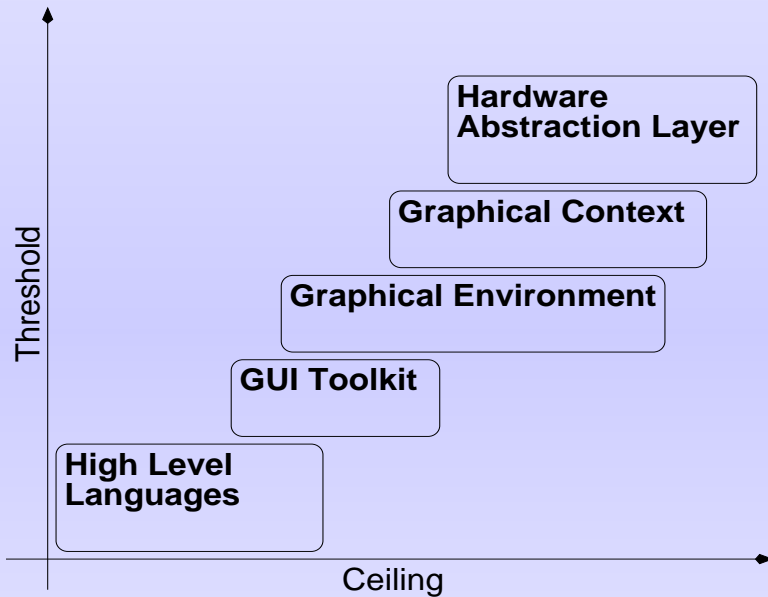 Hardware
Abstraction Layer
Graphical Context
Threshold
Graphical Environment
GUI Toolkit
High Level
Languages
Ceiling